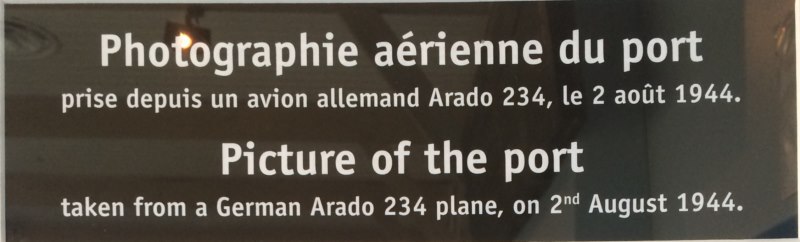 Photographie aérienne du port
prise depuis un avion allemand Arado 234, le 2 août 1944.
Picture of the port
taken from a German Arado 234 plane, on 2nd August 1944.